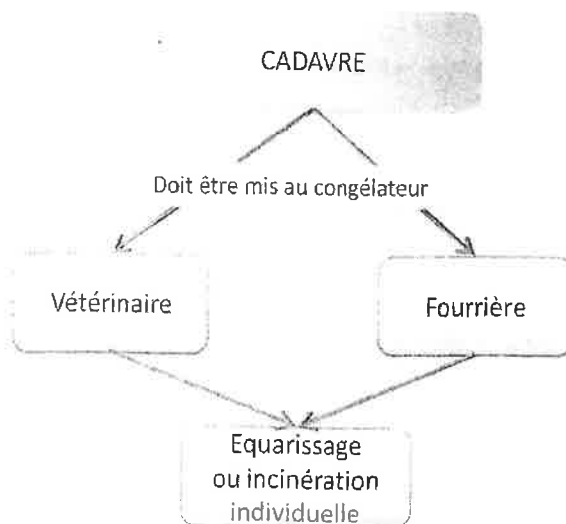 CADAVRE
Doit être mis au congélateur
Vétérinaire
Fourrière
Equarissage
ou incinération
individuelle